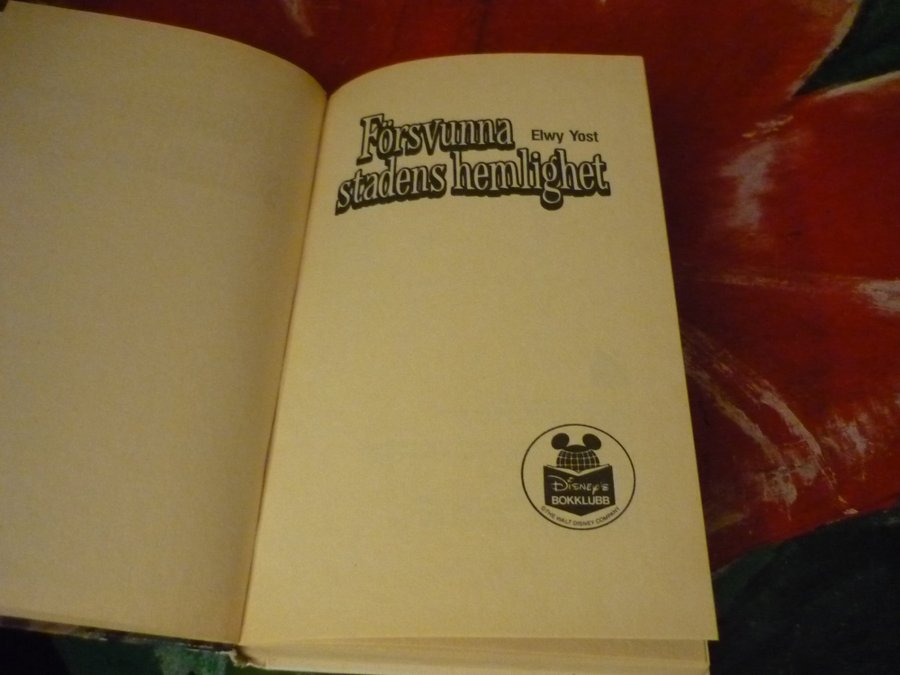 Försvunna
Elwy Yost
stadens hemlighet
Disney's
BOKKLUBB
©THE WALT DISNEY COMPANY